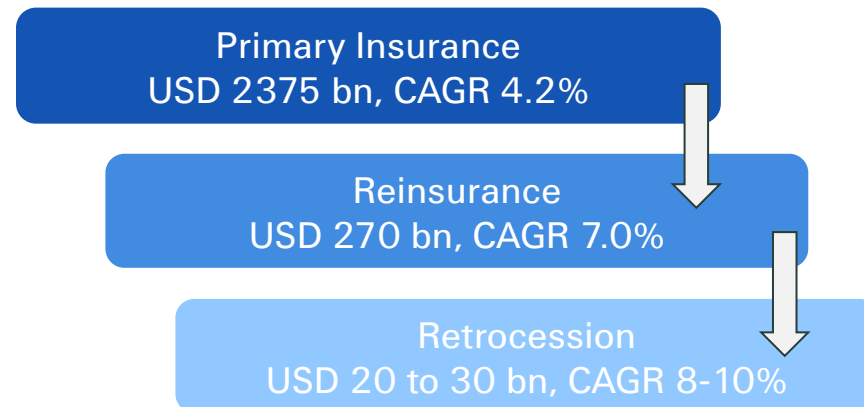 Primary Insurance
USD 2375 bn, CAGR 4.2%
Reinsurance
USD 270 bn, CAGR 7.0%
Retrocession
USD 20 to 30 bn, CAGR 8-10%